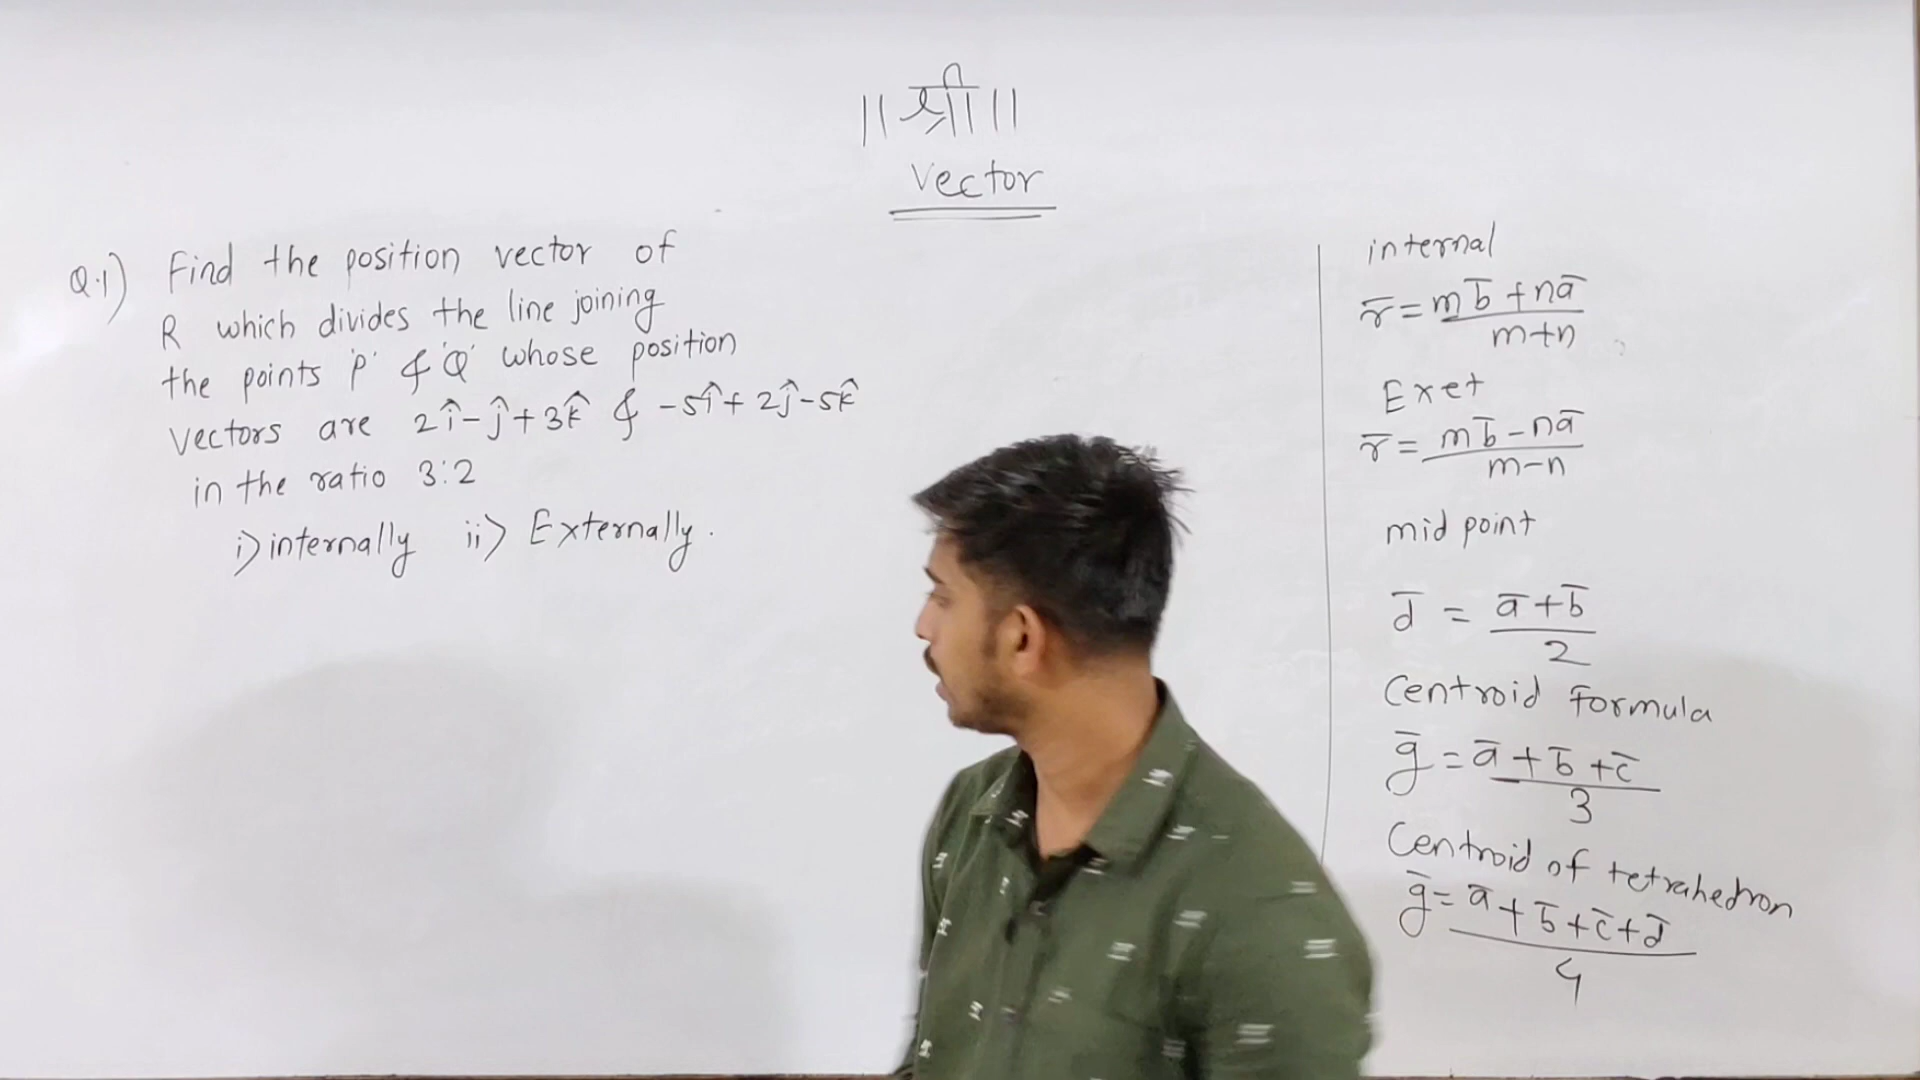 ॥ श्री ॥
Vector
Q.1) Find the position vector of
R which divides the line joining
the points 'P' & 'Q' whose position
vectors are 2î-ĵ+3k̂ & -5î+2ĵ-5k̂
in the ratio 3:2
i) internally ii) Externally.
internal
r̄ = mb̄ + nā
m+n
Exet
r̄ = mb̄ - nā
m-n
mid point
d̄ = ā + b̄
2
Centroid Formula
ḡ = ā + b̄ + c̄
3
Centroid of tetrahedron
ḡ = ā + b̄ + c̄ + d̄
4